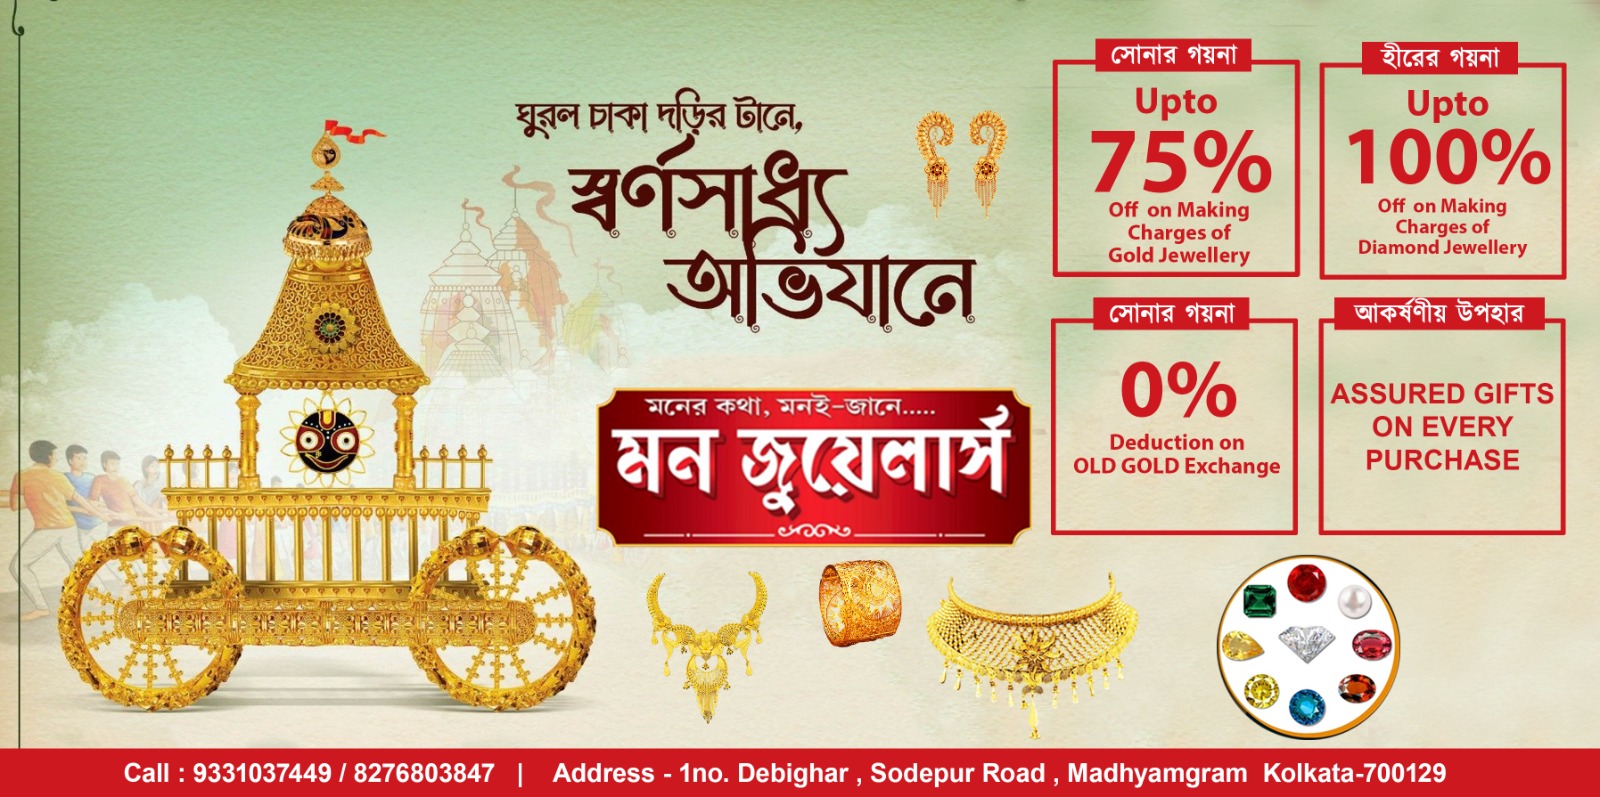 ঘুরল চাকা দড়ির টানে,
স্বর্ণসাধ্য
অভিযানে
মনের কথা, মনই-জানে.....
মন জুয়েলার্স
সোনার গয়না
Upto
75%
Off on Making
Charges of
Gold Jewellery
হীরের গয়না
Upto
100%
Off on Making
Charges of
Diamond Jewellery
সোনার গয়না
0%
Deduction on
OLD GOLD Exchange
আকর্ষণীয় উপহার
ASSURED GIFTS
ON EVERY
PURCHASE
Call : 9331037449 / 8276803847 | Address - 1no. Debighar , Sodepur Road , Madhyamgram Kolkata-700129